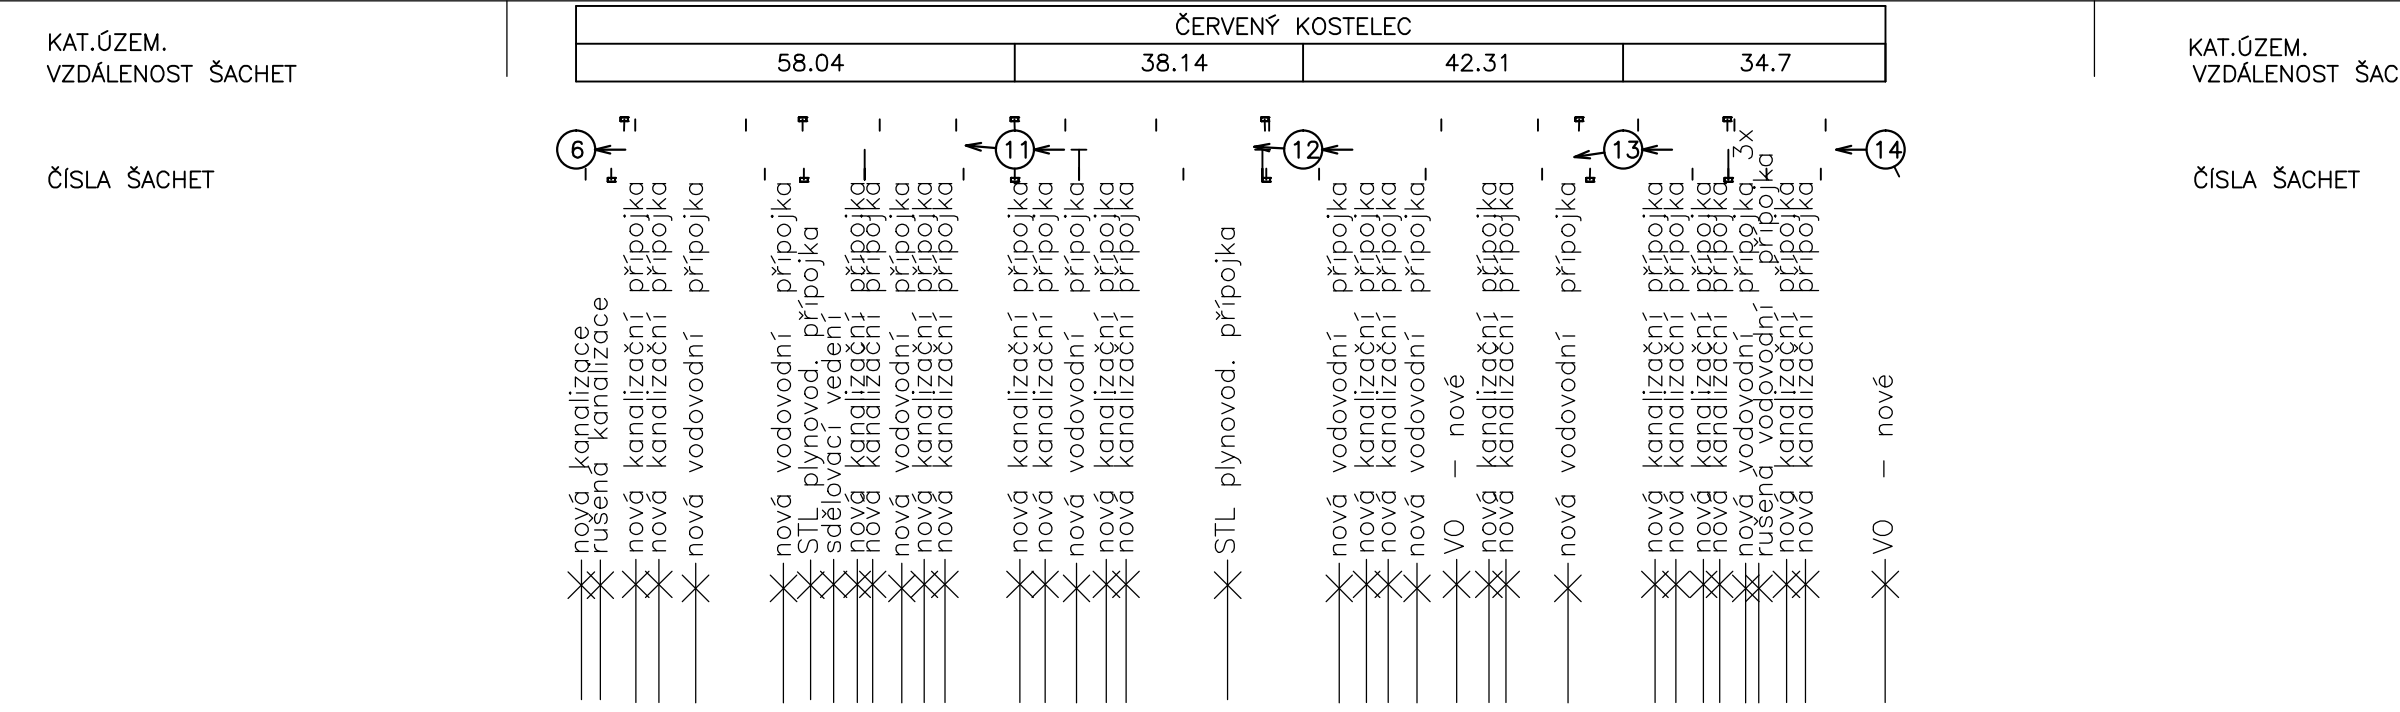 ČERVENÝ KOSTELEC
KAT.ÚZEM.
KAT.ÚZEM.
58.04
38.14
42.31
34.7
VZDÁLENOST ŠACHET
VZDÁLENOST ŠAC
6
11
12
13
14
ČÍSLA ŠACHET
ČÍSLA ŠACHET
nová kanalizace
rušená kanalizace
nová kanalizační přípojka
nová kanalizační přípojka
nová vodovodní přípojka
nová vodovodní přípojka
STL plynovod. přípojka
sdělovací vedení
nová kanalizační přípojka
nová kanalizační přípojka
nová vodovodní přípojka
nová kanalizační přípojka
nová kanalizační přípojka
nová kanalizační přípojka
nová kanalizační přípojka
nová vodovodní přípojka
nová kanalizační přípojka
nová kanalizační přípojka
STL plynovod. přípojka
nová vodovodní přípojka
nová kanalizační přípojka
nová kanalizační přípojka
nová vodovodní přípojka
VO – nové
nová kanalizační přípojka
nová kanalizační přípojka
nová vodovodní přípojka
nová kanalizační přípojka
nová kanalizační přípojka
nová kanalizační přípojka
nová kanalizační přípojka
nová vodovodní přípojka 3x
rušená vodovodní přípojka
nová kanalizační přípojka
nová kanalizační přípojka
VO – nové